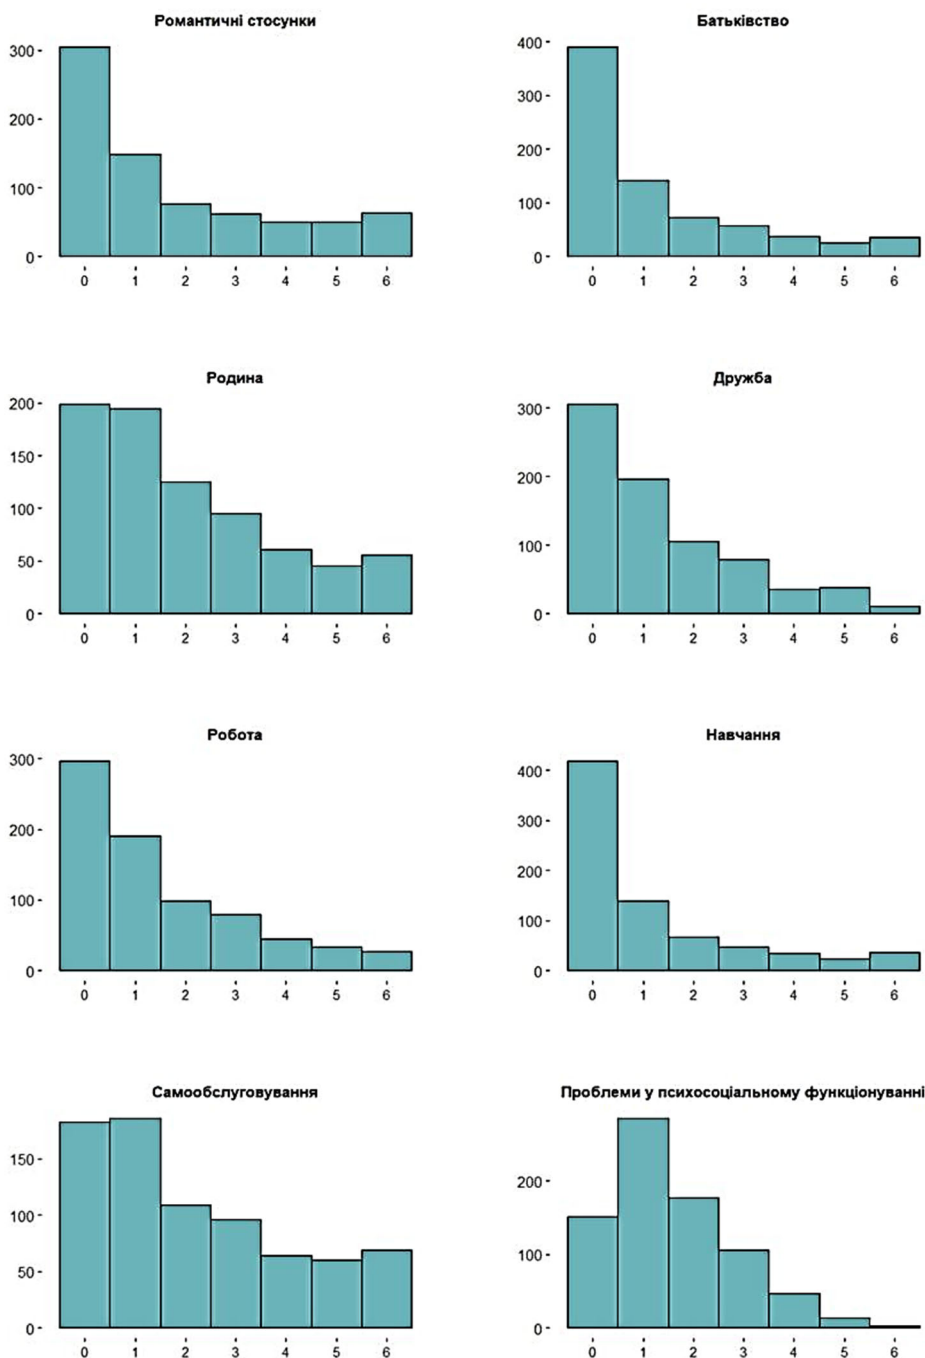 Романтичні стосунки
300
200
100
0
0 1 2 3 4 5 6
Батьківство
400
300
200
100
0
0 1 2 3 4 5 6
Родина
200
150
100
50
0
0 1 2 3 4 5 6
Дружба
300
200
100
0
0 1 2 3 4 5 6
Робота
300
200
100
0
0 1 2 3 4 5 6
Навчання
400
300
200
100
0
0 1 2 3 4 5 6
Самообслуговування
150
100
50
0
0 1 2 3 4 5 6
Проблеми у психосоціальному функціонуванні
200
100
0
0 1 2 3 4 5 6